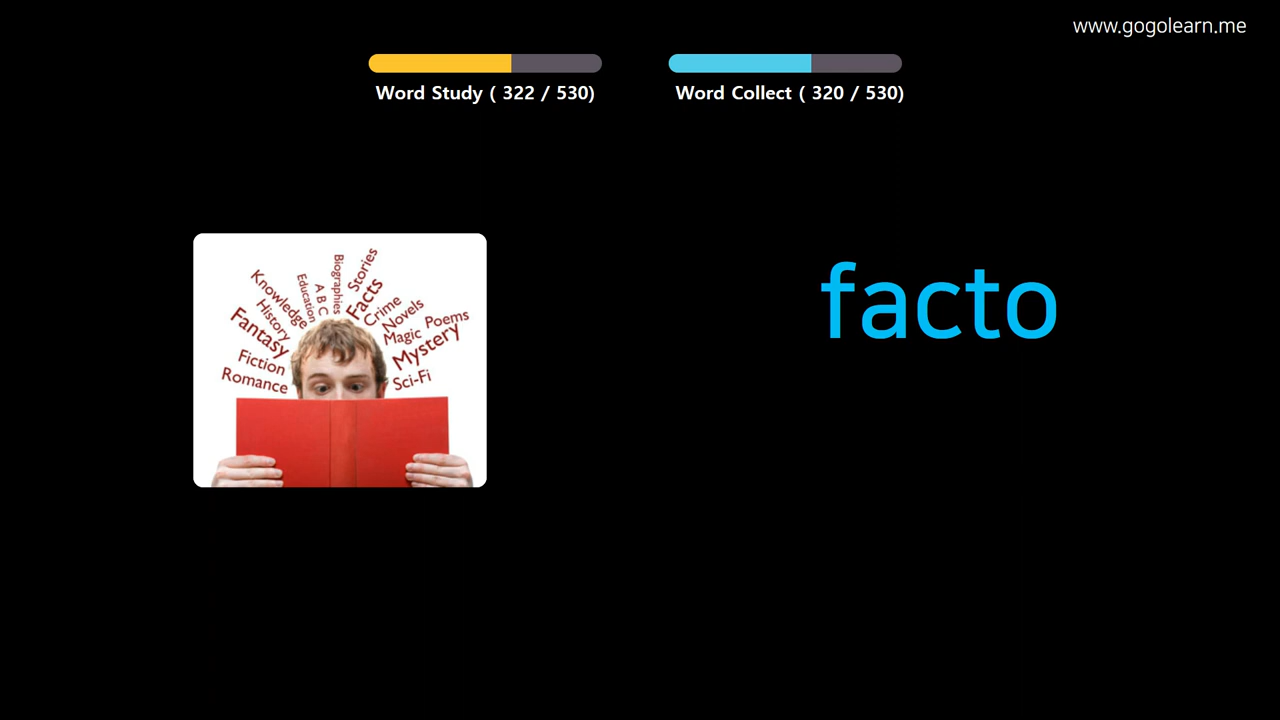 www.gogolearn.me
Word Study ( 322 / 530)
Word Collect ( 320 / 530)
facto
Knowledge
History
Fantasy
Fiction
Romance
Education
A B C
Biographies
Stories
Facts
Crime
Novels
Magic
Poems
Mystery
Sci-Fi